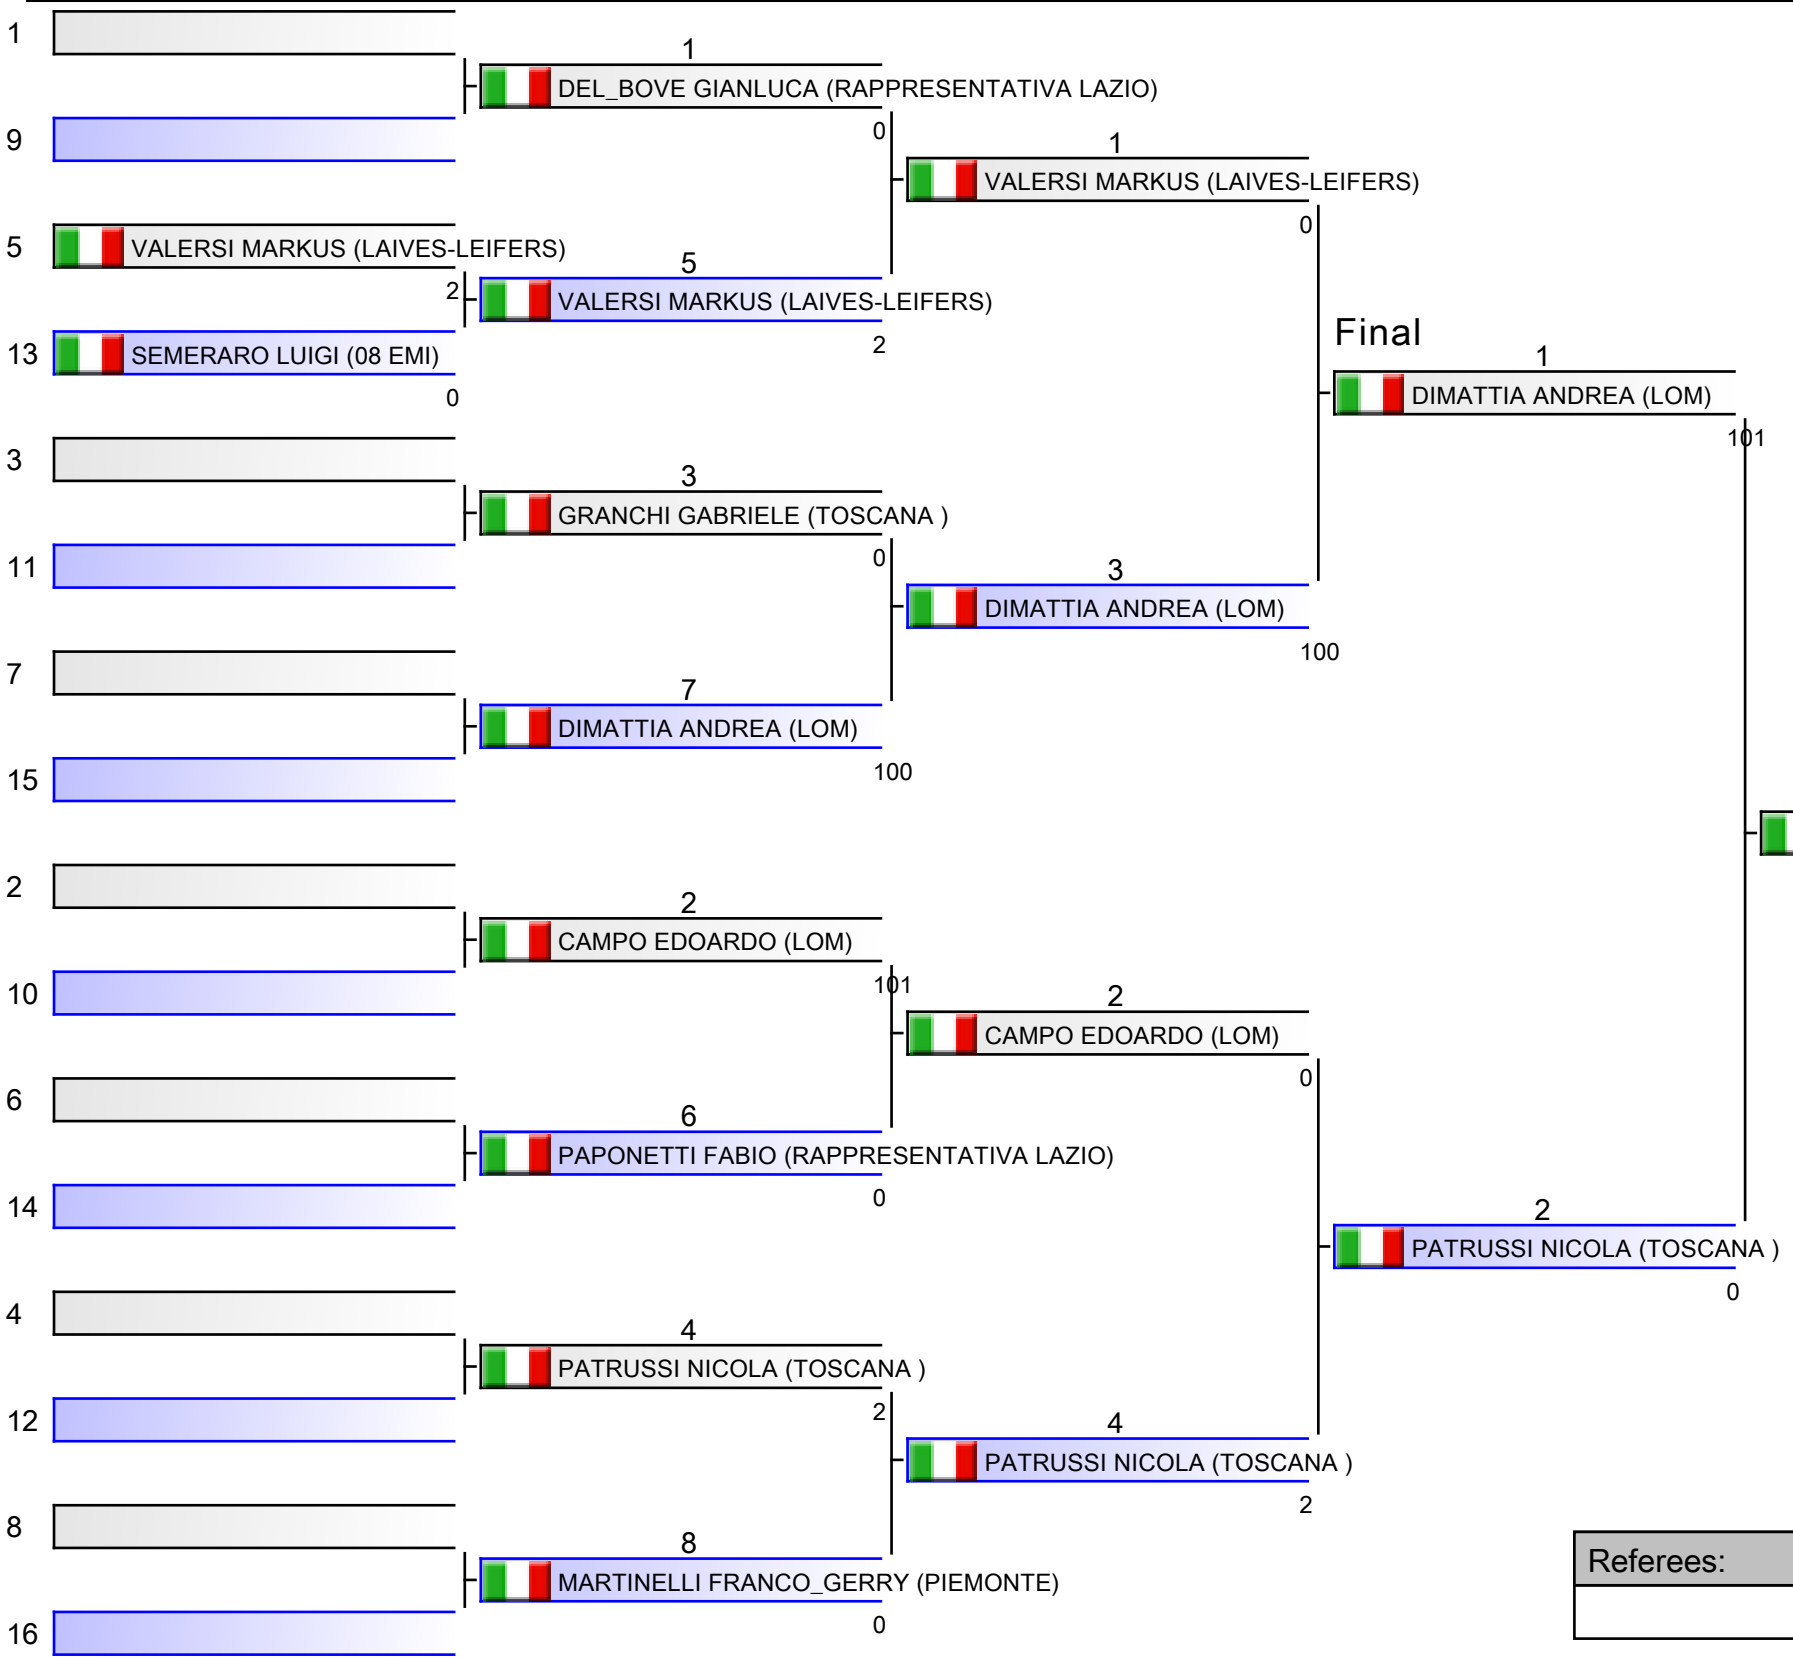 1
1
DEL_BOVE GIANLUCA (RAPPRESENTATIVA LAZIO)
0
9
1
VALERSI MARKUS (LAIVES-LEIFERS)
0
5
VALERSI MARKUS (LAIVES-LEIFERS)
2
5
VALERSI MARKUS (LAIVES-LEIFERS)
2
13
SEMERARO LUIGI (08 EMI)
0
Final
1
DIMATTIA ANDREA (LOM)
101
3
3
GRANCHI GABRIELE (TOSCANA )
0
11
3
DIMATTIA ANDREA (LOM)
100
7
7
DIMATTIA ANDREA (LOM)
100
15
2
2
CAMPO EDOARDO (LOM)
101
10
2
CAMPO EDOARDO (LOM)
0
6
6
PAPONETTI FABIO (RAPPRESENTATIVA LAZIO)
0
14
2
PATRUSSI NICOLA (TOSCANA )
0
4
4
PATRUSSI NICOLA (TOSCANA )
2
12
4
PATRUSSI NICOLA (TOSCANA )
2
8
8
MARTINELLI FRANCO_GERRY (PIEMONTE)
0
16
Referees: